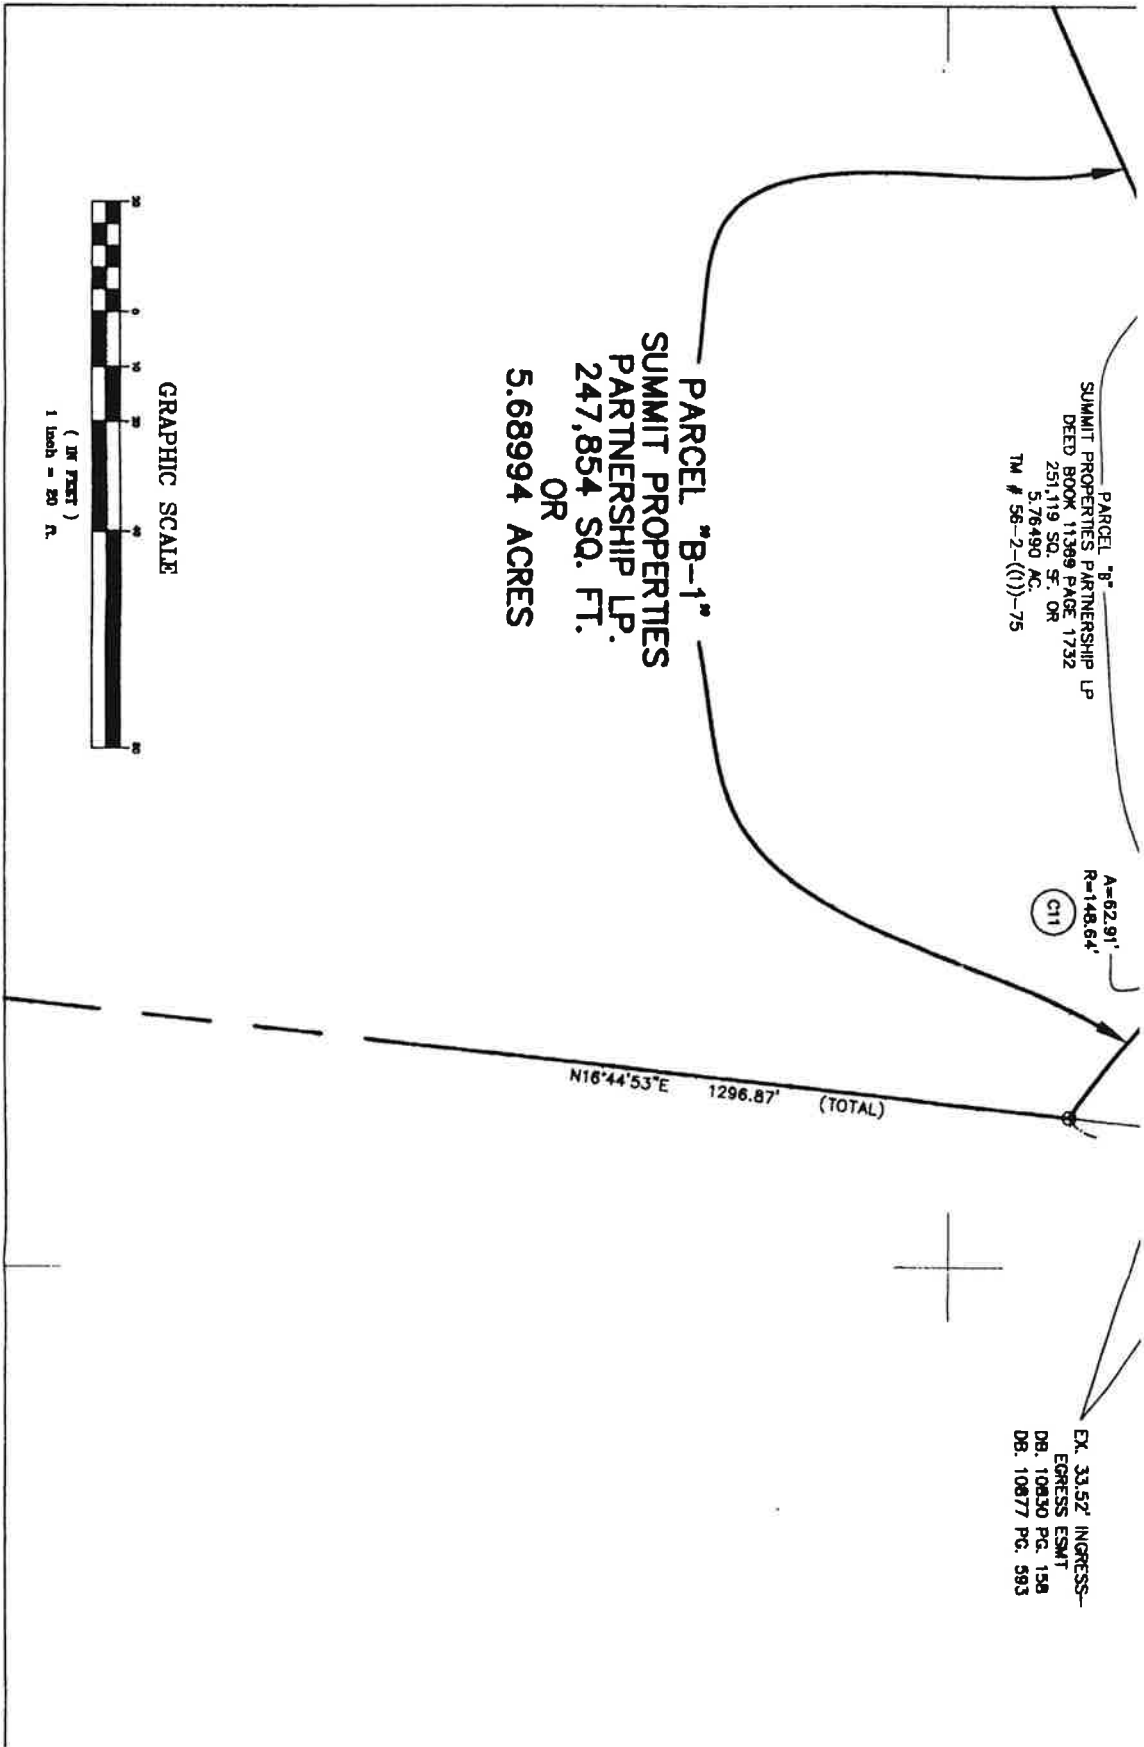 PARCEL "B"
SUMMIT PROPERTIES PARTNERSHIP LP
DEED BOOK 11389 PAGE 1732
251,119 SQ. SF. OR
5.76490 AC.
TM # 56-2-((1))-75
A=62.91'
R=148.64'
C11
EX. 33.52' INGRESS-
EGRESS ESMT
DB. 10830 PG. 158
DB. 10877 PG. 593
PARCEL "B-1"
SUMMIT PROPERTIES
PARTNERSHIP LP.
247,854 SQ. FT.
OR
5.68994 ACRES
N16°44'53"E 1296.87' (TOTAL)
GRAPHIC SCALE
0
( IN FEET )
1 inch = 20 ft.